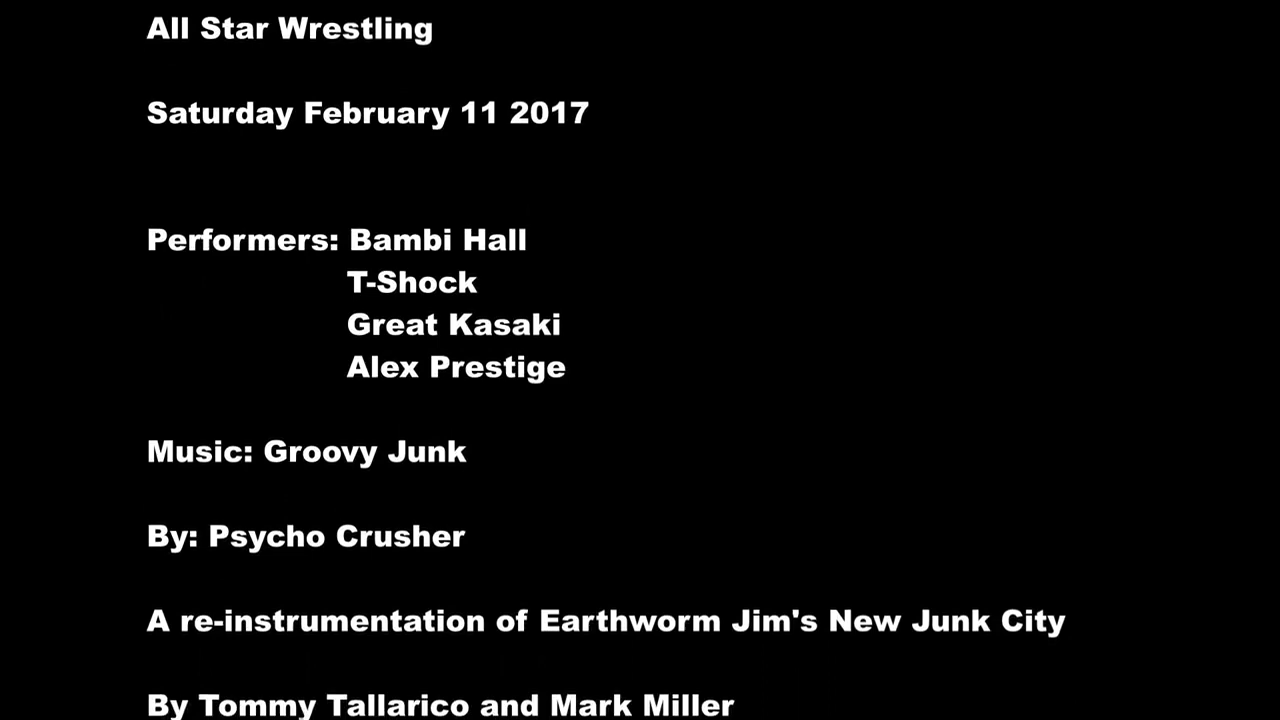 All Star Wrestling
Saturday February 11 2017
Performers: Bambi Hall
T-Shock
Great Kasaki
Alex Prestige
Music: Groovy Junk
By: Psycho Crusher
A re-instrumentation of Earthworm Jim's New Junk City
By Tommy Tallarico and Mark Miller